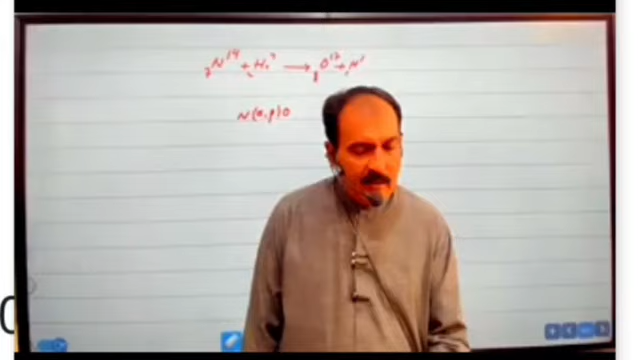 ₇N¹⁴ + ₂He⁴ ⟶ ₈O¹⁷ + ₁H¹
N(α,p)O